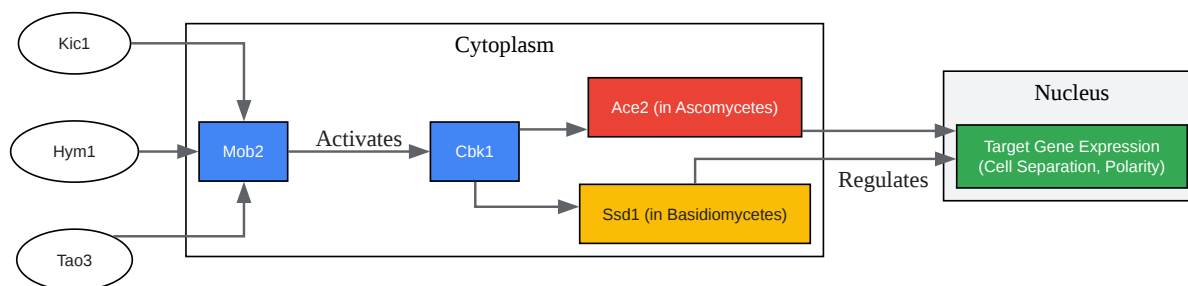 Kic1
Cytoplasm
Nucleus
Ace2 (in Ascomycetes)
Hym1
Mob2
Activates
Cbk1
Target Gene Expression
(Cell Separation, Polarity)
Regulates
Ssd1 (in Basidiomycetes)
Tao3